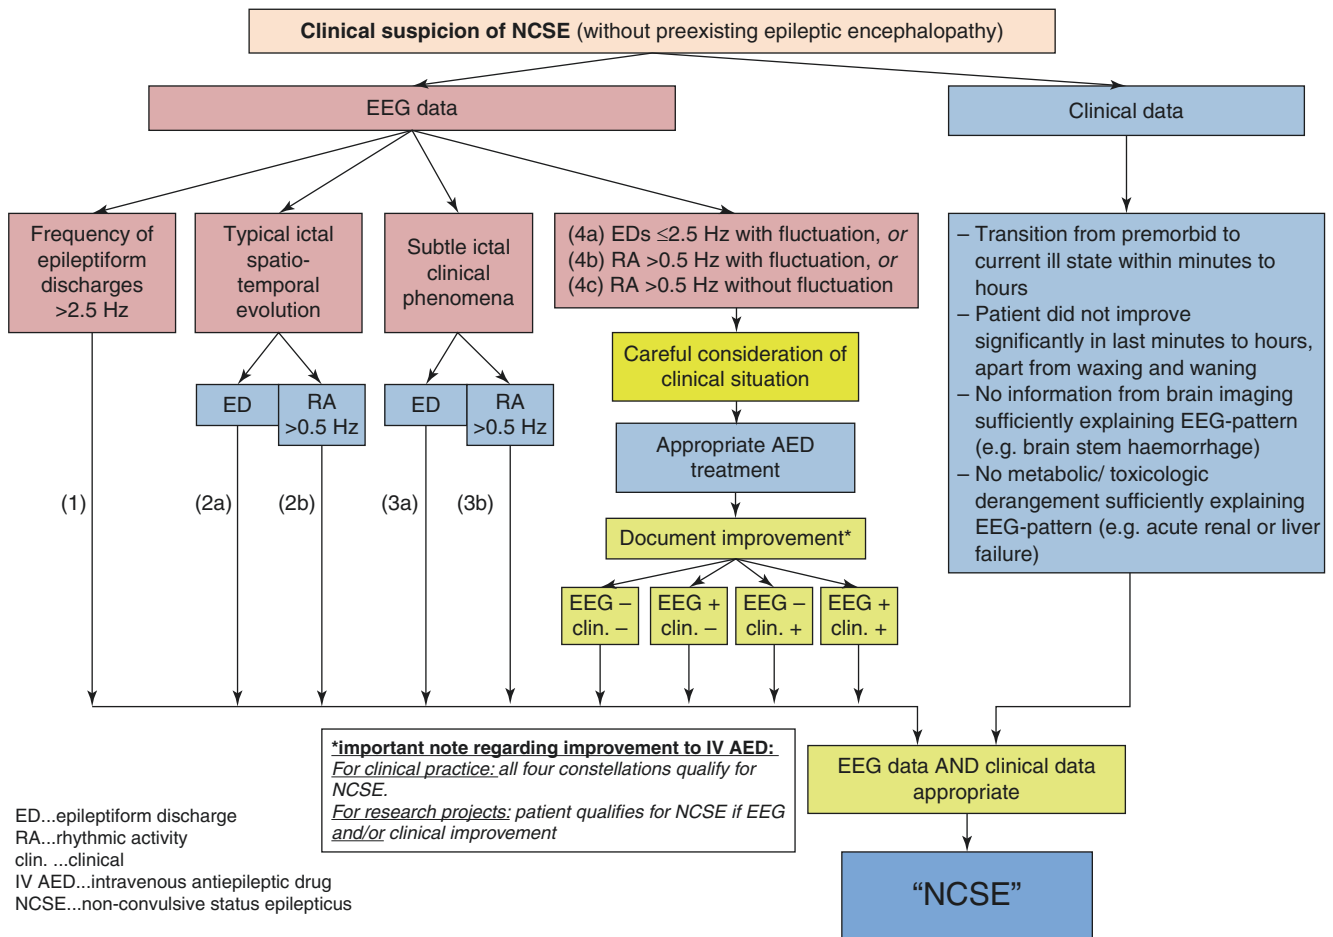 Clinical suspicion of NCSE (without preexisting epileptic encephalopathy)
EEG data
Clinical data
Frequency of
epileptiform
discharges
>2.5 Hz
Typical ictal
spatio-
temporal
evolution
Subtle ictal
clinical
phenomena
(4a) EDs ≤2.5 Hz with fluctuation, or
(4b) RA >0.5 Hz with fluctuation, or
(4c) RA >0.5 Hz without fluctuation
– Transition from premorbid to
current ill state within minutes to
hours
– Patient did not improve
significantly in last minutes to hours,
apart from waxing and waning
– No information from brain imaging
sufficiently explaining EEG-pattern
(e.g. brain stem haemorrhage)
– No metabolic/ toxicologic
derangement sufficiently explaining
EEG-pattern (e.g. acute renal or liver
failure)
Careful consideration of
clinical situation
ED
RA
>0.5 Hz
ED
RA
>0.5 Hz
Appropriate AED
treatment
(1)
(2a)
(2b)
(3a)
(3b)
Document improvement*
EEG –
clin. –
EEG +
clin. –
EEG –
clin. +
EEG +
clin. +
*important note regarding improvement to IV AED:
For clinical practice: all four constellations qualify for
NCSE.
For research projects: patient qualifies for NCSE if EEG
and/or clinical improvement
EEG data AND clinical data
appropriate
“NCSE”
ED...epileptiform discharge
RA...rhythmic activity
clin. ...clinical
IV AED...intravenous antiepileptic drug
NCSE...non-convulsive status epilepticus